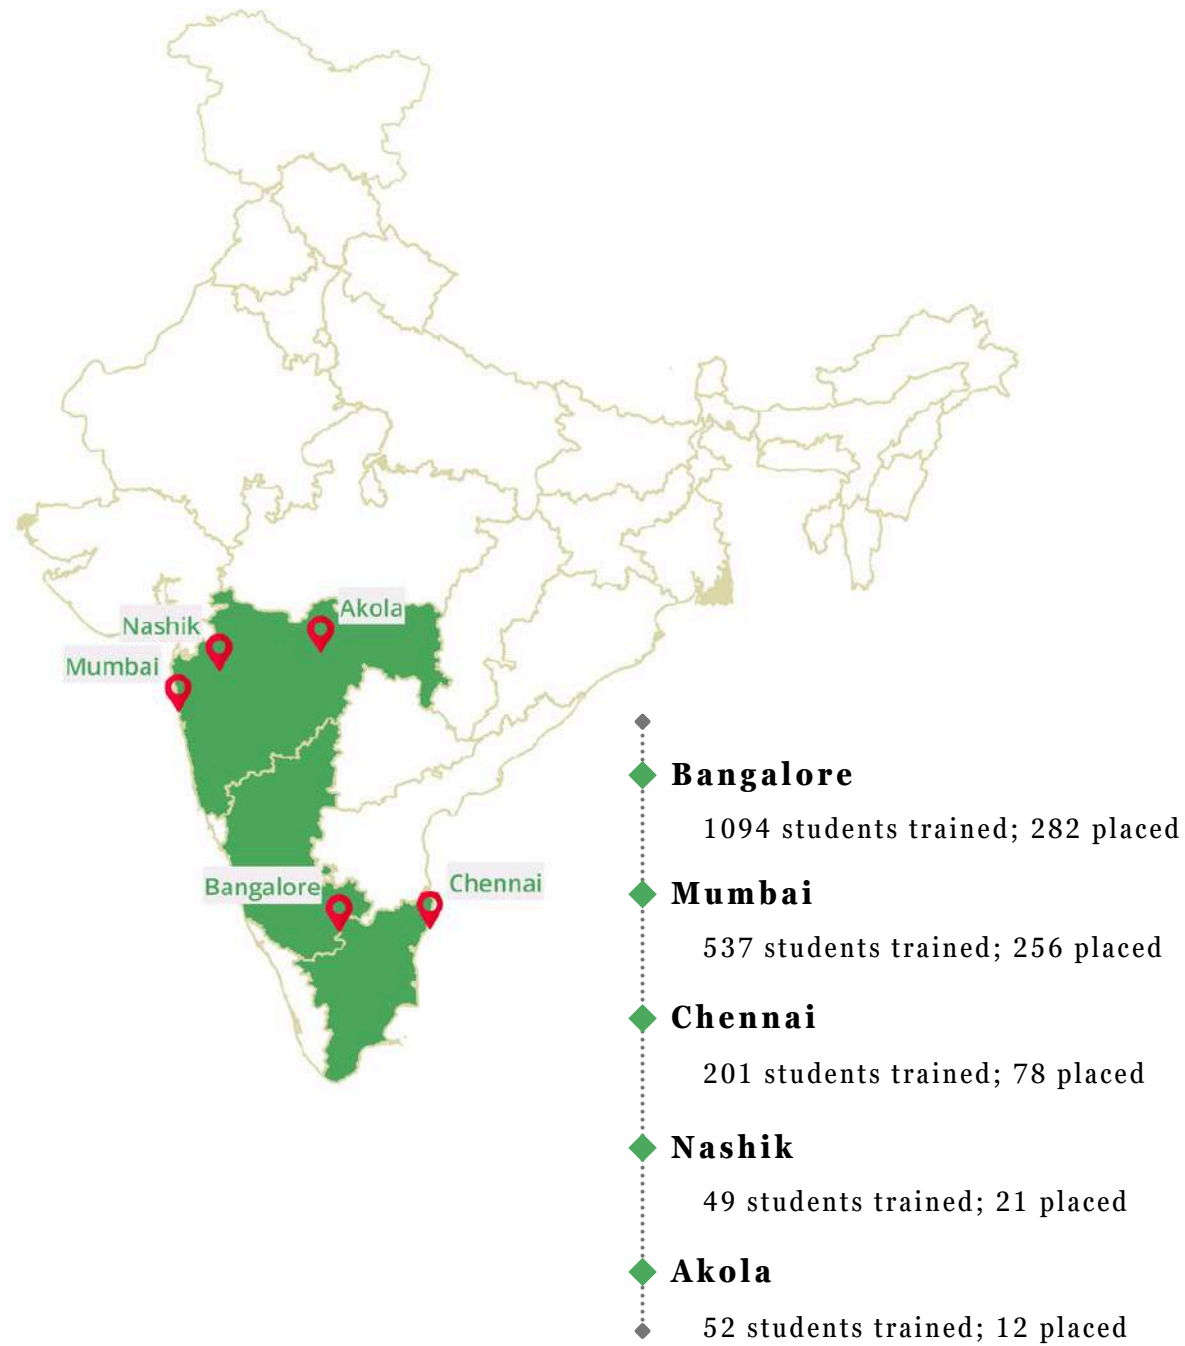 Akola
Nashik
Mumbai
Bangalore
Chennai
Bangalore
1094 students trained; 282 placed
Mumbai
537 students trained; 256 placed
Chennai
201 students trained; 78 placed
Nashik
49 students trained; 21 placed
Akola
52 students trained; 12 placed